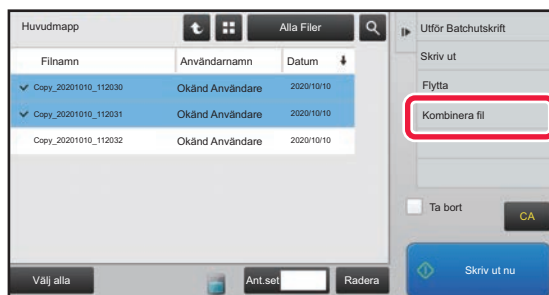 Huvudmapp
Alla Filer
Filnamn Användarnamn Datum
Copy_20201010_112030 Okänd Användare 2020/10/10
Copy_20201010_112031 Okänd Användare 2020/10/10
Copy_20201010_112032 Okänd Användare 2020/10/10
Välj alla
Ant.set
Radera
Utför Batchutskrift
Skriv ut
Flytta
Kombinera fil
Ta bort
CA
Skriv ut nu